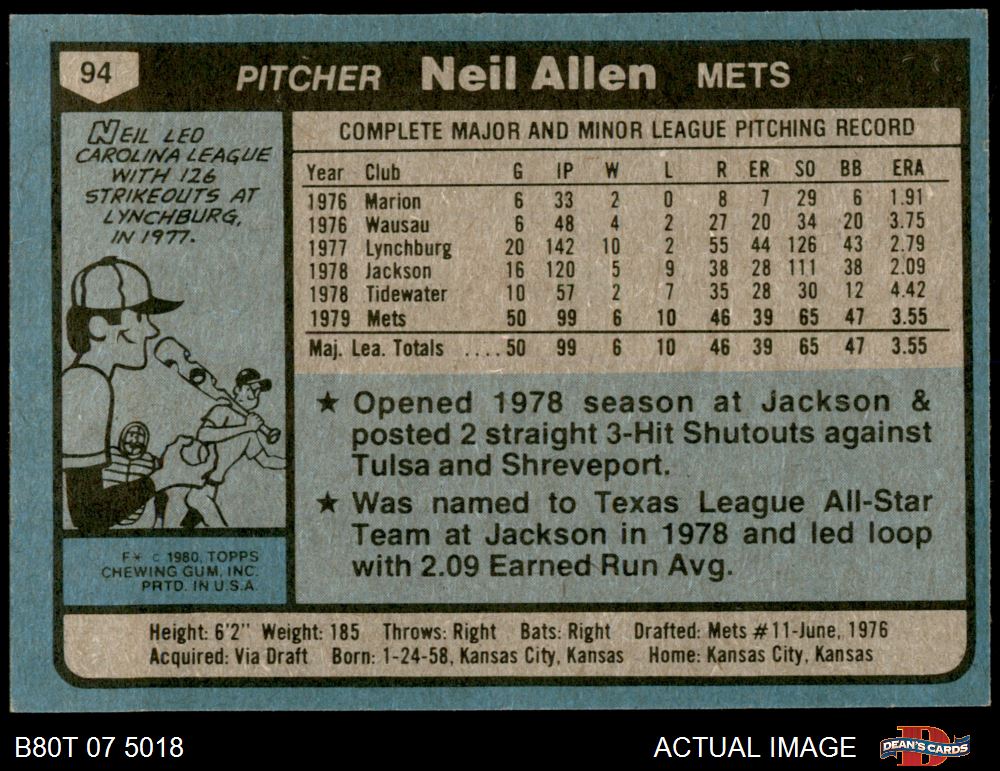 94
PITCHER Neil Allen METS
NEIL LED
CAROLINA LEAGUE
WITH 126
STRIKEOUTS AT
LYNCHBURG,
IN 1977.
COMPLETE MAJOR AND MINOR LEAGUE PITCHING RECORD
Year Club G IP W L R ER SO BB ERA
1976 Marion 6 33 2 0 8 7 29 6 1.91
1976 Wausau 6 48 4 2 27 20 34 20 3.75
1977 Lynchburg 20 142 10 2 55 44 126 43 2.79
1978 Jackson 16 120 5 9 38 28 111 38 2.09
1978 Tidewater 10 57 2 7 35 28 30 12 4.42
1979 Mets 50 99 6 10 46 39 65 47 3.55
Maj. Lea. Totals ....50 99 6 10 46 39 65 47 3.55
★ Opened 1978 season at Jackson &
posted 2 straight 3-Hit Shutouts against
Tulsa and Shreveport.
★ Was named to Texas League All-Star
Team at Jackson in 1978 and led loop
with 2.09 Earned Run Avg.
F* © 1980, TOPPS
CHEWING GUM, INC.
PRTD. IN U.S.A.
Height: 6'2" Weight: 185 Throws: Right Bats: Right Drafted: Mets #11-June, 1976
Acquired: Via Draft Born: 1-24-58, Kansas City, Kansas Home: Kansas City, Kansas
B80T 07 5018
ACTUAL IMAGE
DEAN'S CARDS